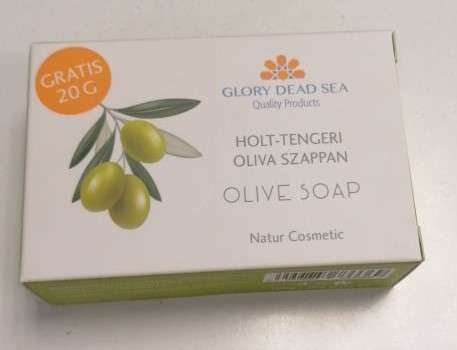 GRATIS
20 G
GLORY DEAD SEA
Quality Products
HOLT-TENGERI
OLIVA SZAPPAN
OLIVE SOAP
Natur Cosmetic